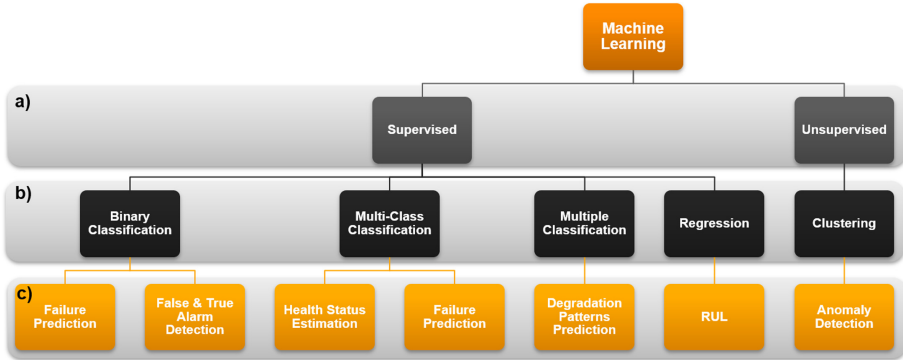 Machine
Learning
a)
Supervised
Unsupervised
b)
Binary
Classification
Multi-Class
Classification
Multiple
Classification
Regression
Clustering
c)
Failure
Prediction
False & True
Alarm
Detection
Health Status
Estimation
Failure
Prediction
Degradation
Patterns
Prediction
RUL
Anomaly
Detection